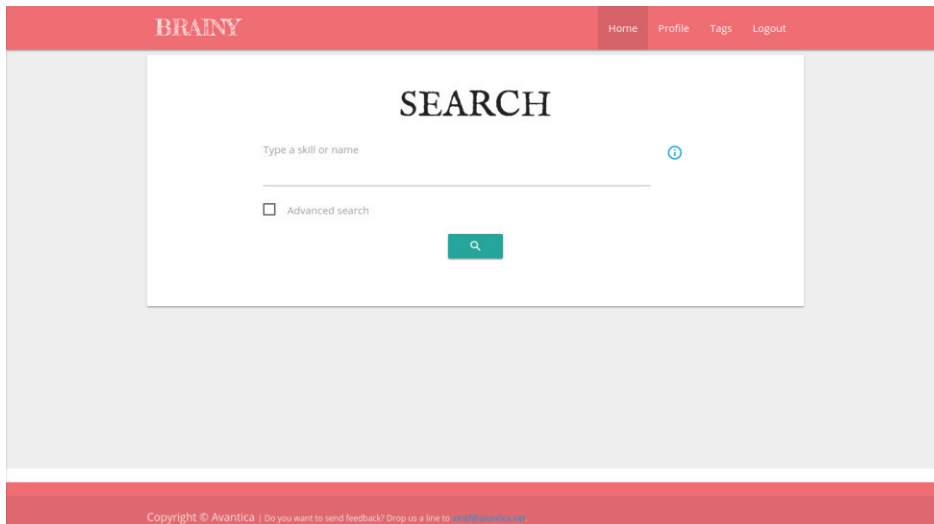 BRAINY
Home Profile Tags Logout
SEARCH
Type a skill or name
Advanced search
Copyright © Avantica | Do you want to send feedback? Drop us a line to